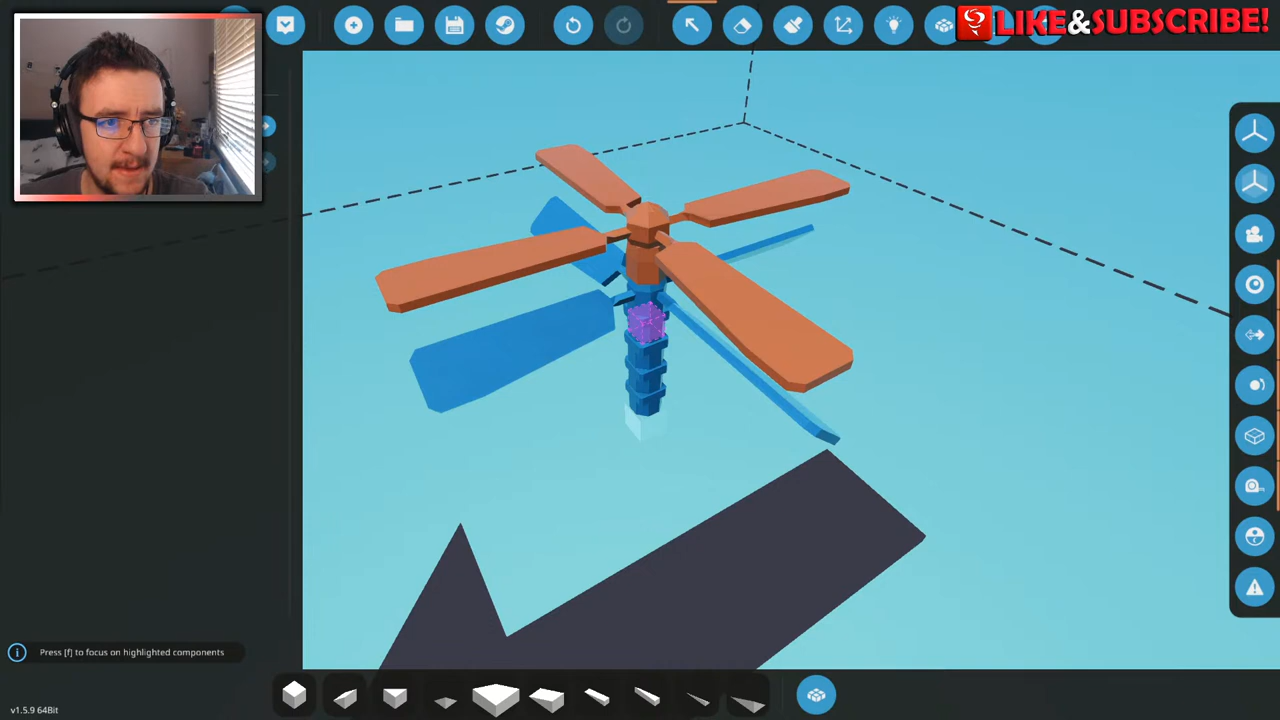 LIKE&SUBSCRIBE!
Press [f] to focus on highlighted components
v1.5.9 64Bit